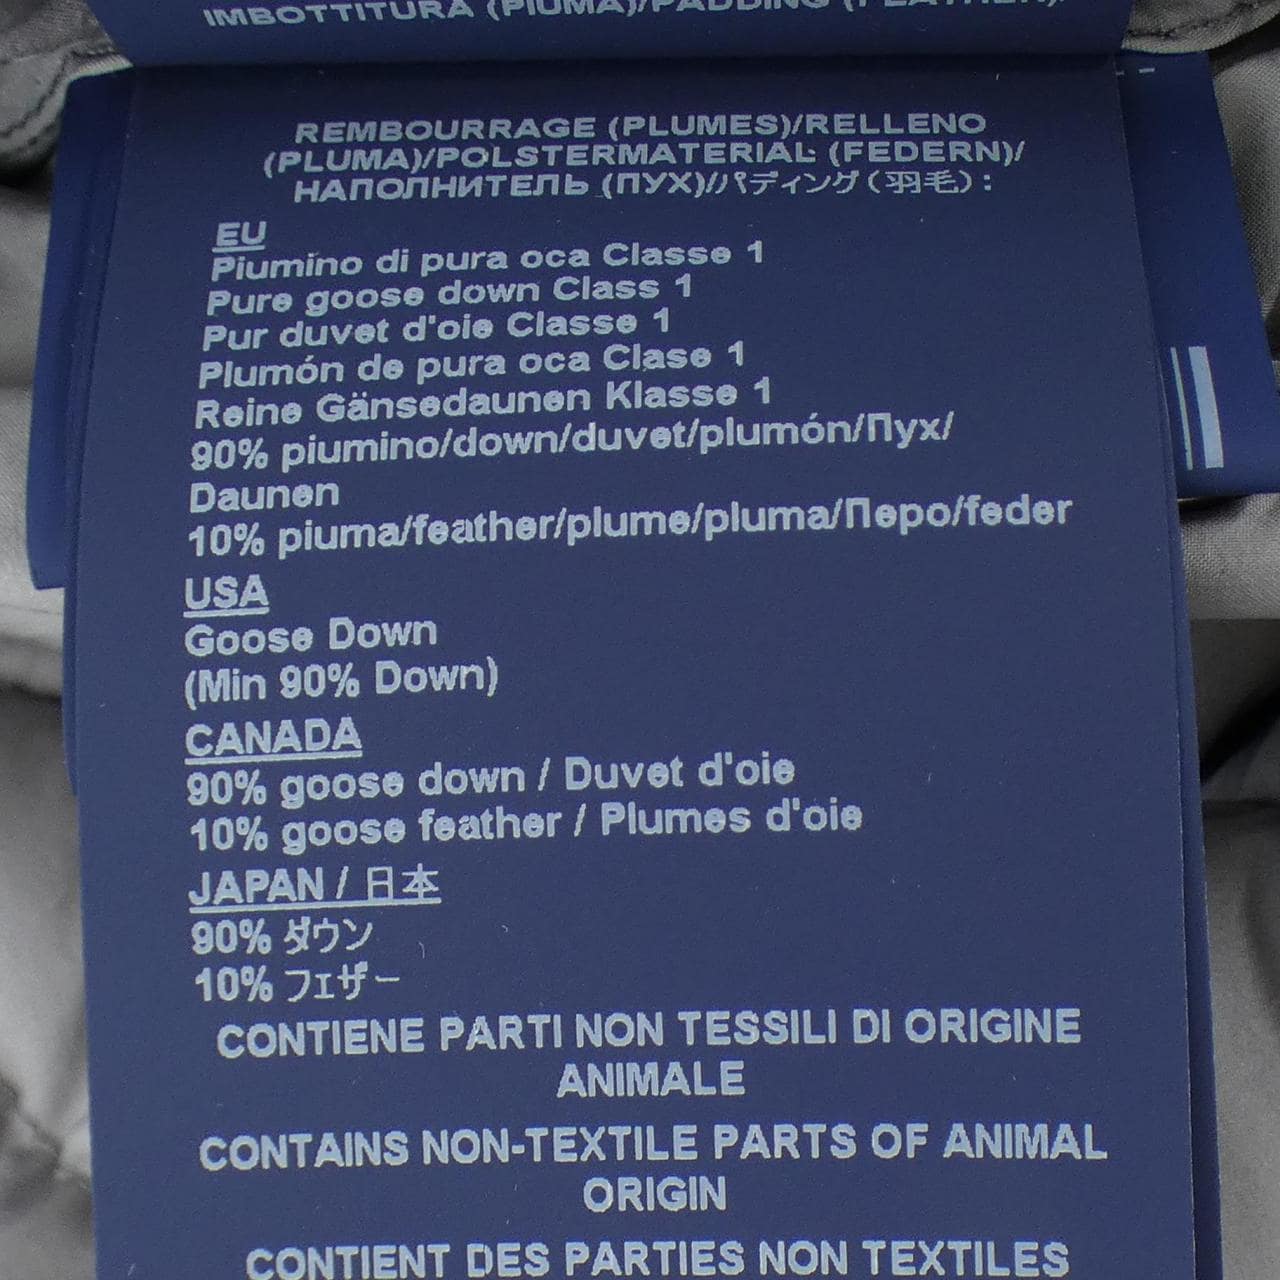 IMBOTTITURA (PIUMA)/PADDING (FEATHER)/
REMBOURRAGE (PLUMES)/RELLENO
(PLUMA)/POLSTERMATERIAL (FEDERN)/
НАПОЛНИТЕЛЬ (ПУХ)/パディング(羽毛):
EU
Piumino di pura oca Classe 1
Pure goose down Class 1
Pur duvet d'oie Classe 1
Plumón de pura oca Clase 1
Reine Gänsedaunen Klasse 1
90% piumino/down/duvet/plumón/Пух/
Daunen
10% piuma/feather/plume/pluma/Перо/feder
USA
Goose Down
(Min 90% Down)
CANADA
90% goose down / Duvet d'oie
10% goose feather / Plumes d'oie
JAPAN / 日本
90% ダウン
10% フェザー
CONTIENE PARTI NON TESSILI DI ORIGINE
ANIMALE
CONTAINS NON-TEXTILE PARTS OF ANIMAL
ORIGIN
CONTIENT DES PARTIES NON TEXTILES